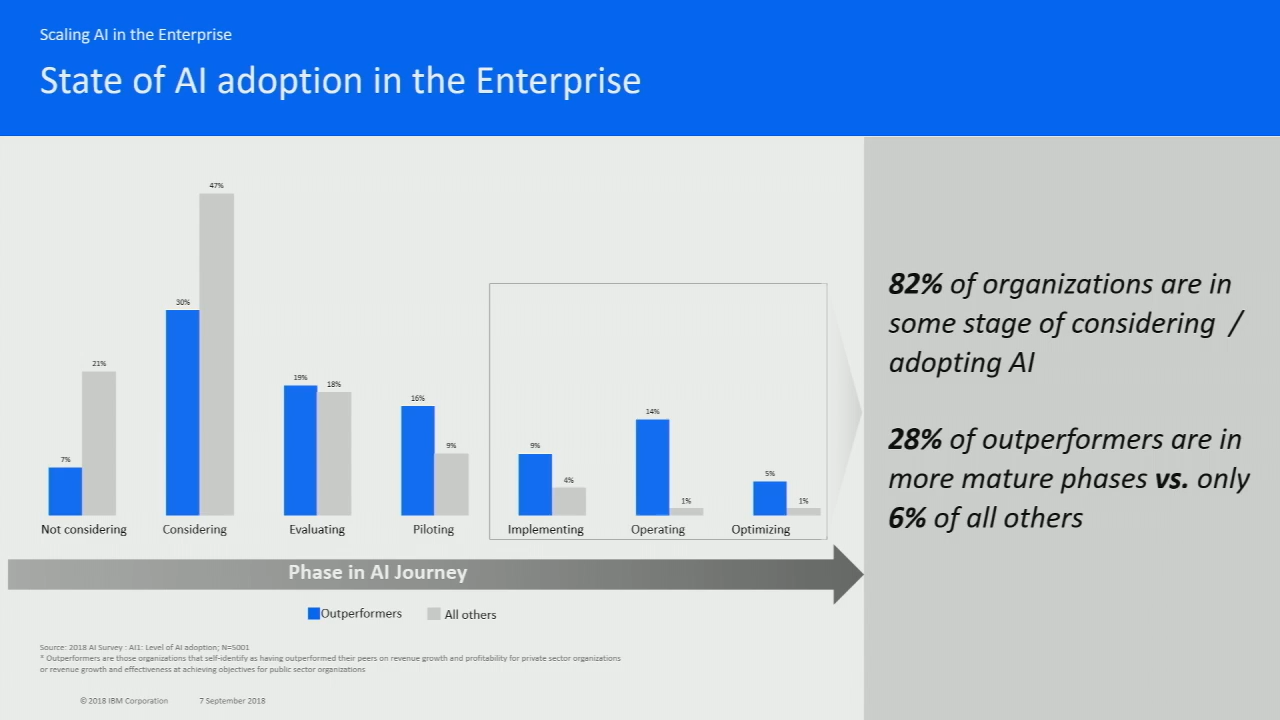 Scaling AI in the Enterprise
State of AI adoption in the Enterprise
7%
21%
30%
47%
19%
18%
16%
9%
9%
4%
14%
1%
5%
1%
Not considering
Considering
Evaluating
Piloting
Implementing
Operating
Optimizing
Phase in AI Journey
Outperformers
All others
82% of organizations are in
some stage of considering /
adopting AI
28% of outperformers are in
more mature phases vs. only
6% of all others
Source: 2018 AI Survey : AI1: Level of AI adoption; N=5001
* Outperformers are those organizations that self-identify as having outperformed their peers on revenue growth and profitability for private sector organizations
or revenue growth and effectiveness at achieving objectives for public sector organizations
© 2018 IBM Corporation
7 September 2018